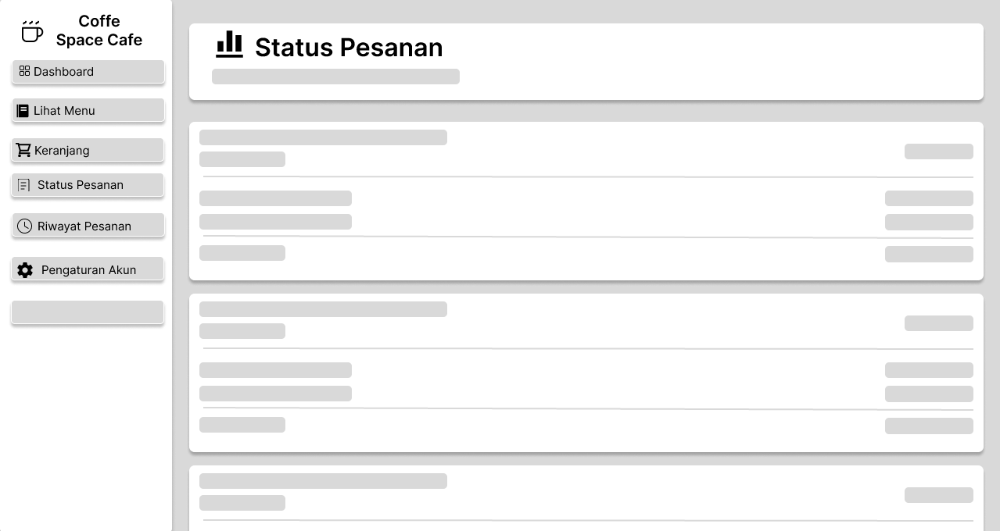 Coffe
Space Cafe
Dashboard
Lihat Menu
Keranjang
Status Pesanan
Riwayat Pesanan
Pengaturan Akun
Status Pesanan